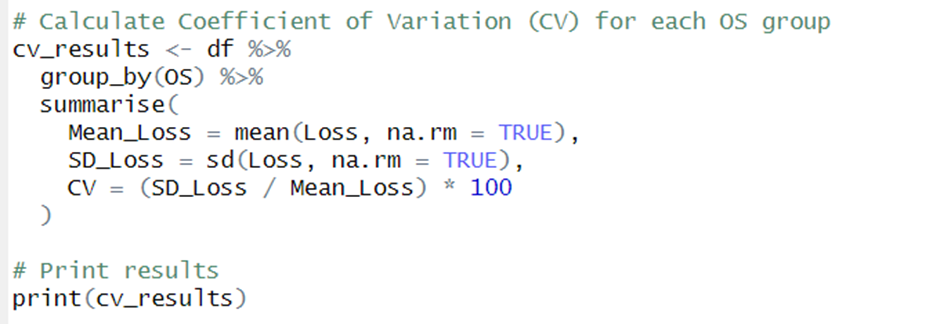 # Calculate Coefficient of Variation (CV) for each OS group
cv_results <- df %>%
  group_by(OS) %>%
  summarise(
    Mean_Loss = mean(Loss, na.rm = TRUE),
    SD_Loss = sd(Loss, na.rm = TRUE),
    CV = (SD_Loss / Mean_Loss) * 100
  )

# Print results
print(cv_results)